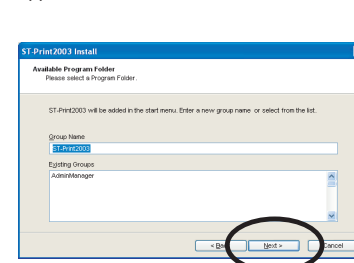 ST-Print2003 Install
Available Program Folder
Please select a Program Folder.
ST-Print2003 will be added in the start menu. Enter a new group name or select from the list.
Group Name
ST-Print2003
Existing Groups
AdminManager
Next > Cancel